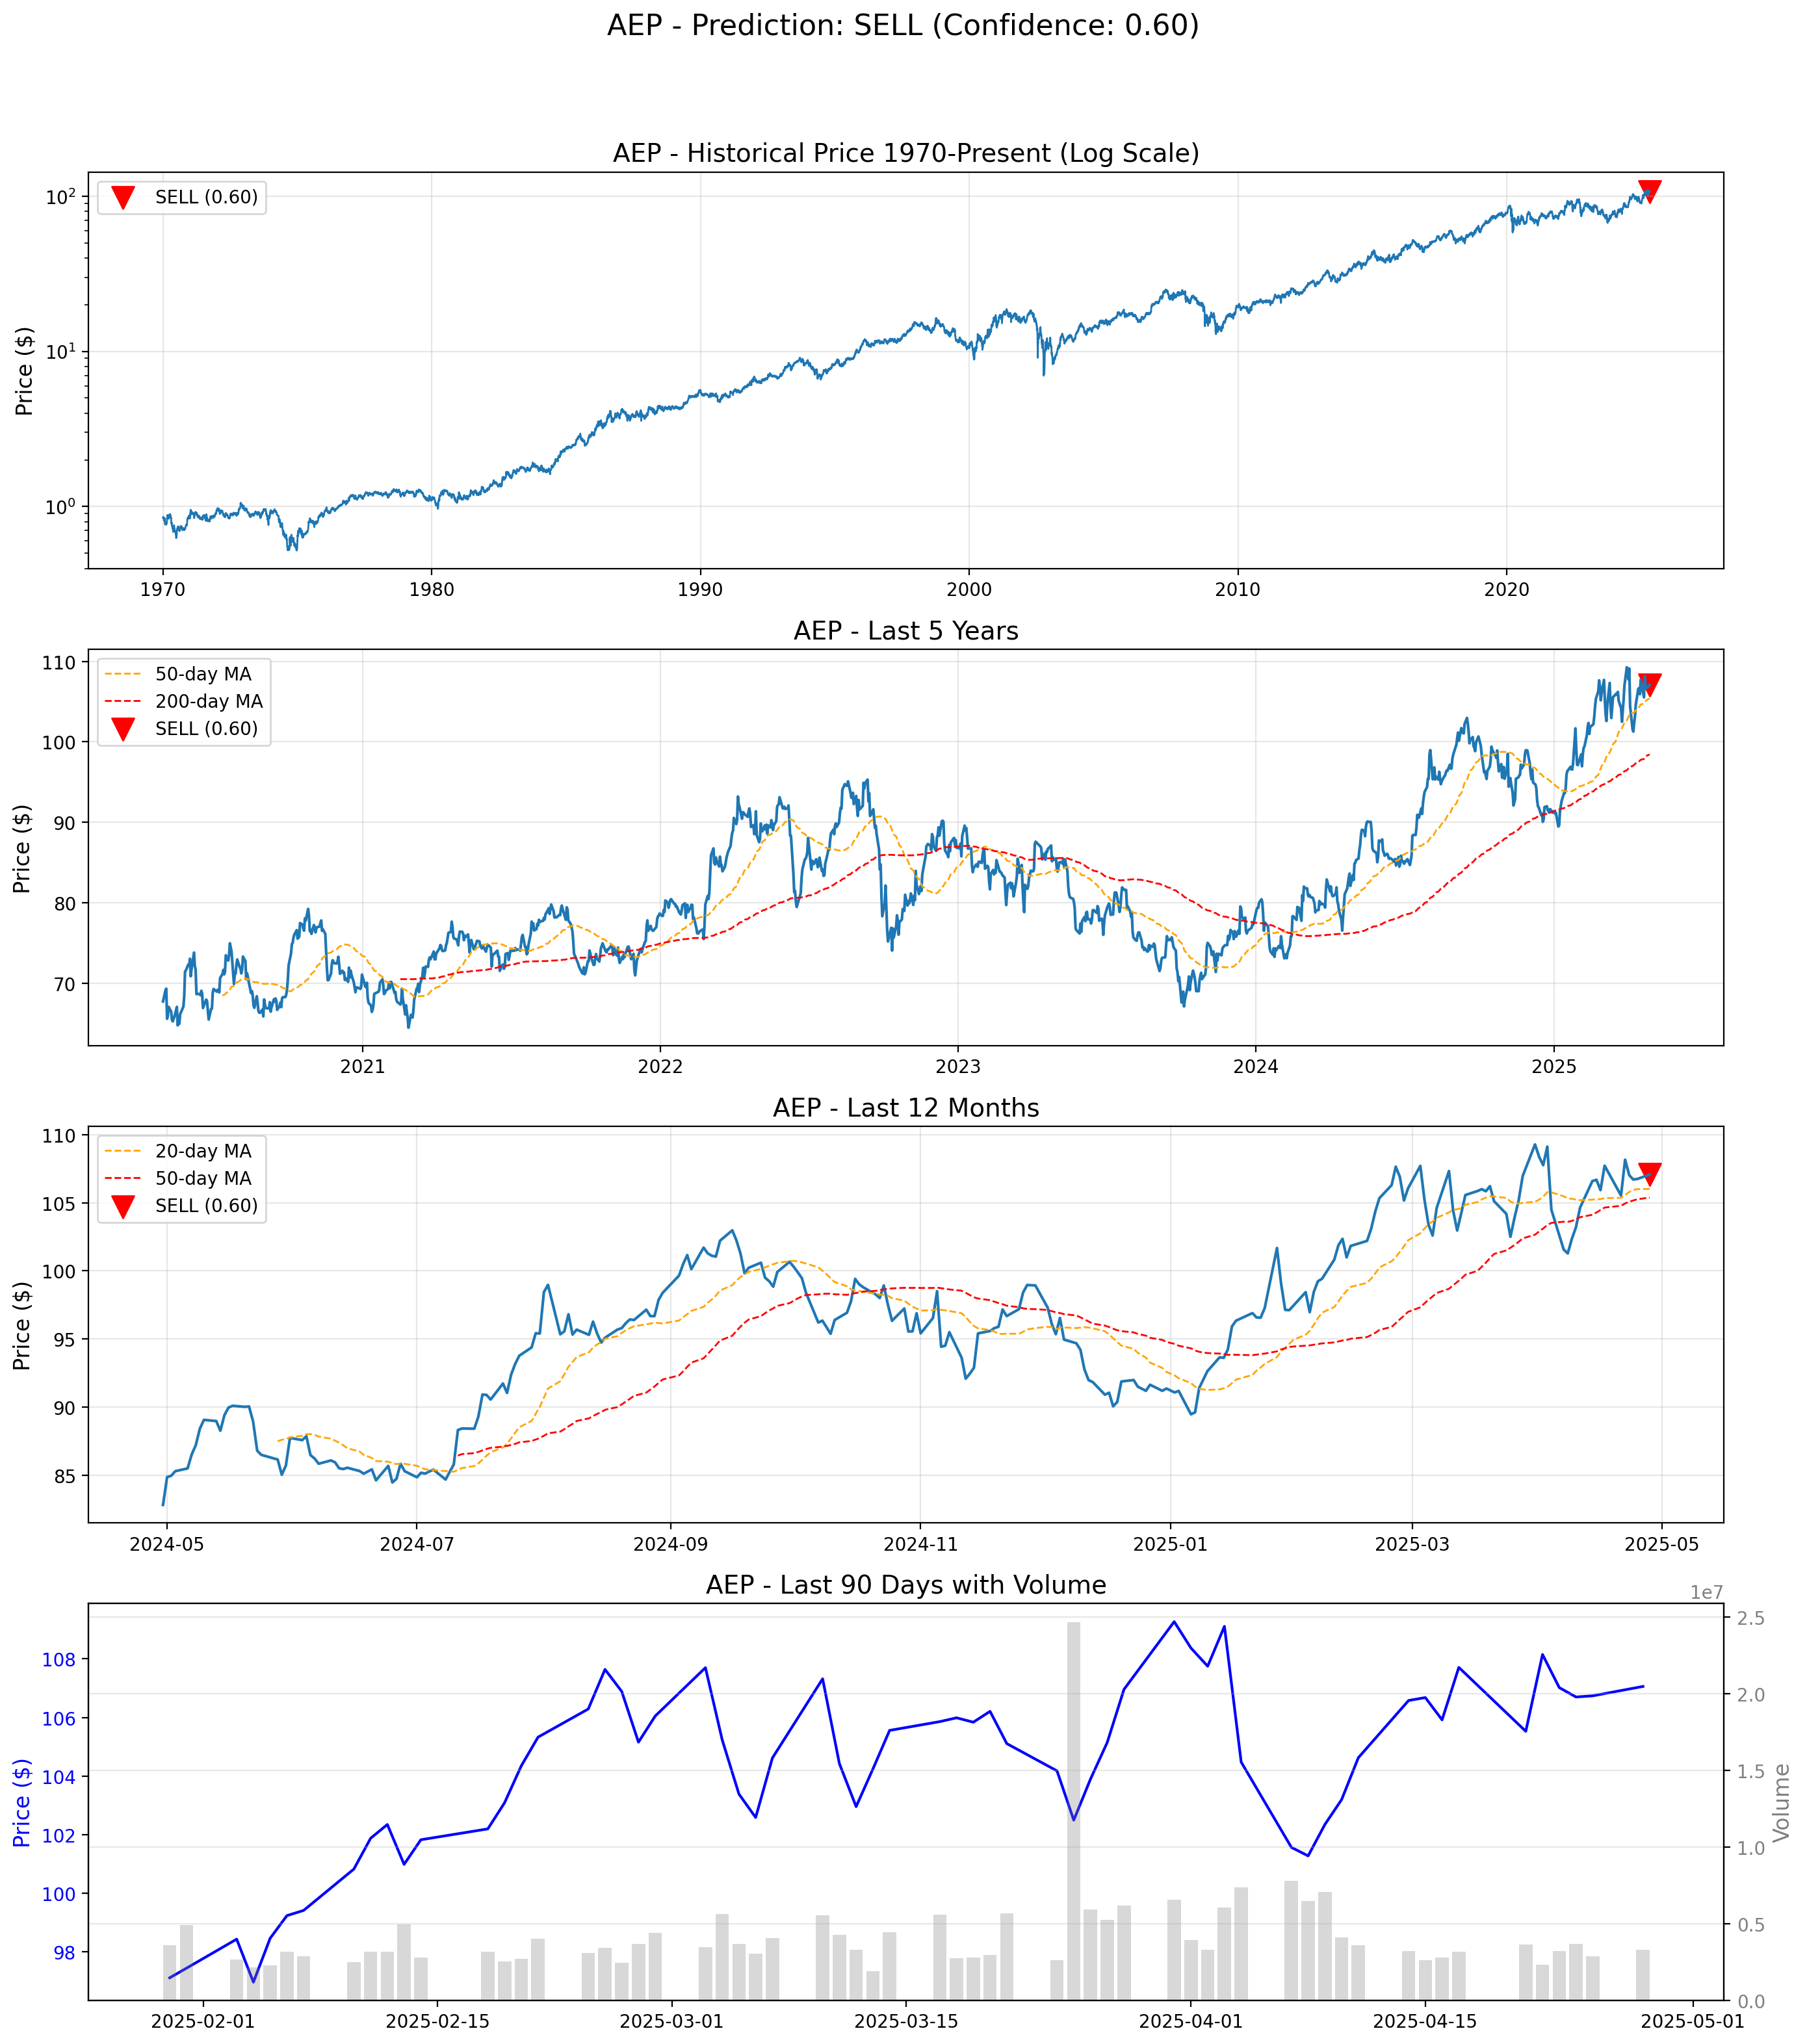 AEP - Prediction: SELL (Confidence: 0.60)
AEP - Historical Price 1970-Present (Log Scale)
SELL (0.60)
Price ($)
10²
10¹
10⁰
1970 1980 1990 2000 2010 2020
AEP - Last 5 Years
50-day MA
200-day MA
SELL (0.60)
Price ($)
110
100
90
80
70
2021 2022 2023 2024 2025
AEP - Last 12 Months
20-day MA
50-day MA
SELL (0.60)
Price ($)
110
105
100
95
90
85
2024-05 2024-07 2024-09 2024-11 2025-01 2025-03 2025-05
AEP - Last 90 Days with Volume
1e7
Price ($)
108
106
104
102
100
98
2.5
2.0
1.5
1.0
0.5
0.0
Volume
2025-02-01 2025-02-15 2025-03-01 2025-03-15 2025-04-01 2025-04-15 2025-05-01